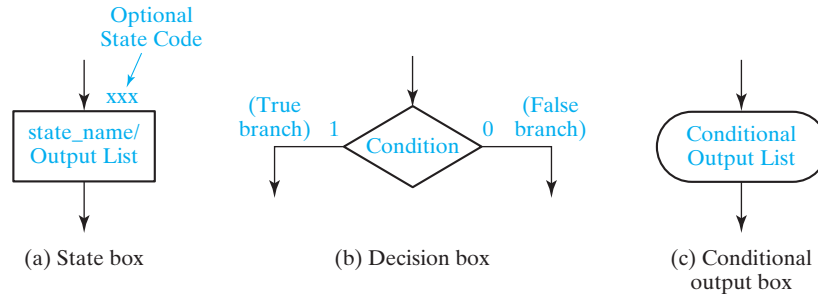 Optional
State Code
xxx
state_name/
Output List
(a) State box
(True
branch)
1
Condition
0
(False
branch)
(b) Decision box
Conditional
Output List
(c) Conditional
output box